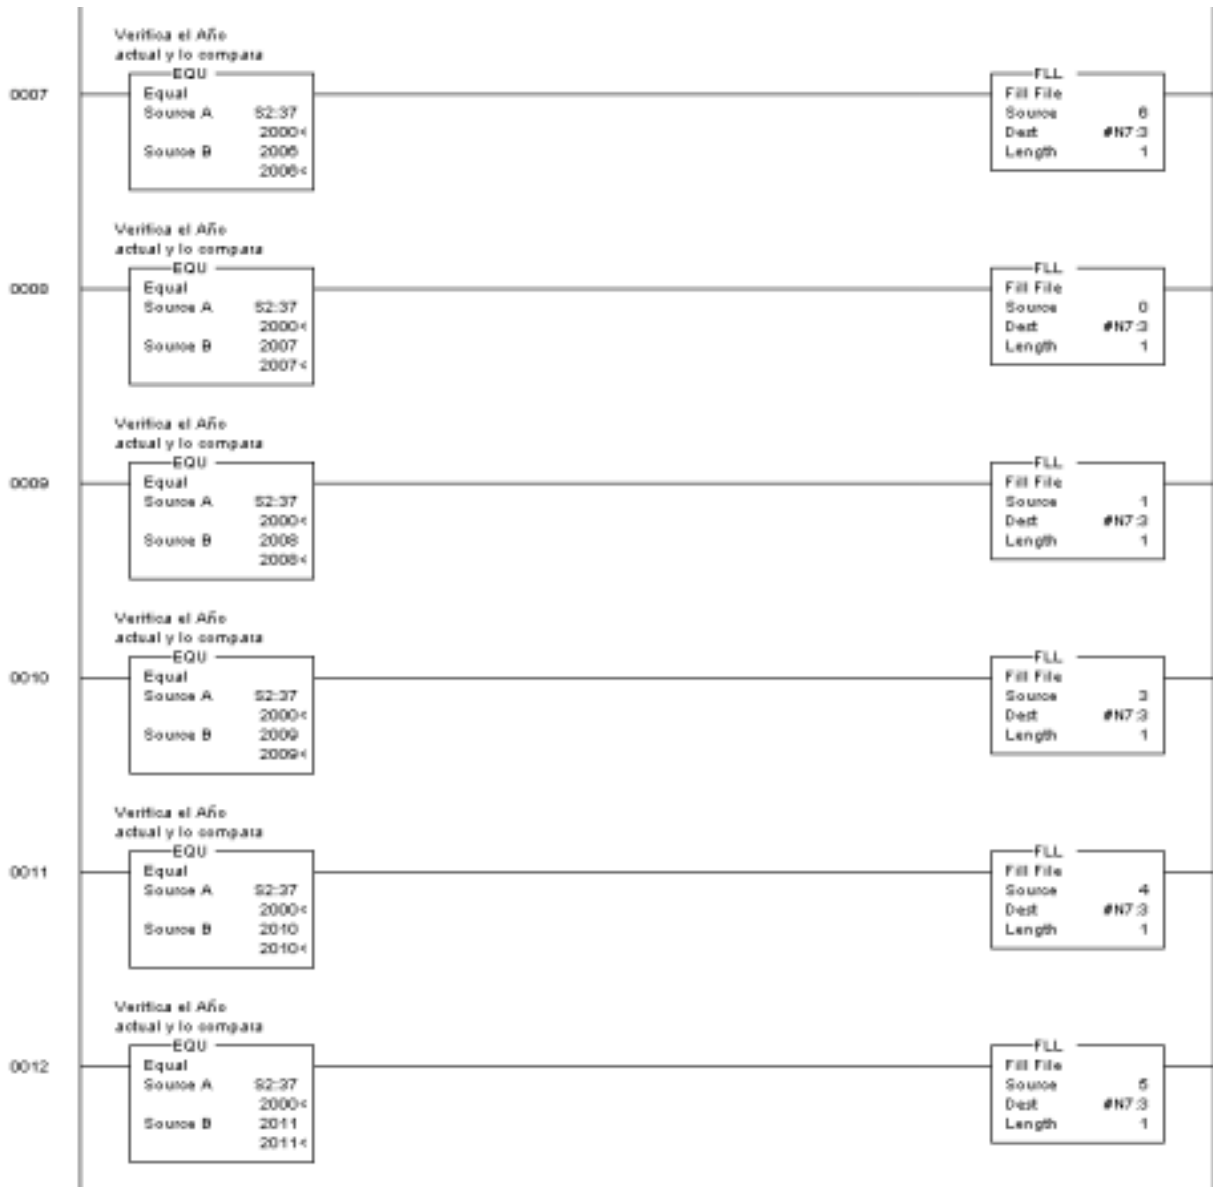 Verifica el Año
actual y lo compara
EQU
FLL
0007
Equal
Fill File
Source A S2:37
Source 6
2000<
Dest #N7:3
Source B 2006
Length 1
2006<
Verifica el Año
actual y lo compara
EQU
FLL
0008
Equal
Fill File
Source A S2:37
Source 0
2000<
Dest #N7:3
Source B 2007
Length 1
2007<
Verifica el Año
actual y lo compara
EQU
FLL
0009
Equal
Fill File
Source A S2:37
Source 1
2000<
Dest #N7:3
Source B 2008
Length 1
2008<
Verifica el Año
actual y lo compara
EQU
FLL
0010
Equal
Fill File
Source A S2:37
Source 3
2000<
Dest #N7:3
Source B 2009
Length 1
2009<
Verifica el Año
actual y lo compara
EQU
FLL
0011
Equal
Fill File
Source A S2:37
Source 4
2000<
Dest #N7:3
Source B 2010
Length 1
2010<
Verifica el Año
actual y lo compara
EQU
FLL
0012
Equal
Fill File
Source A S2:37
Source 5
2000<
Dest #N7:3
Source B 2011
Length 1
2011<